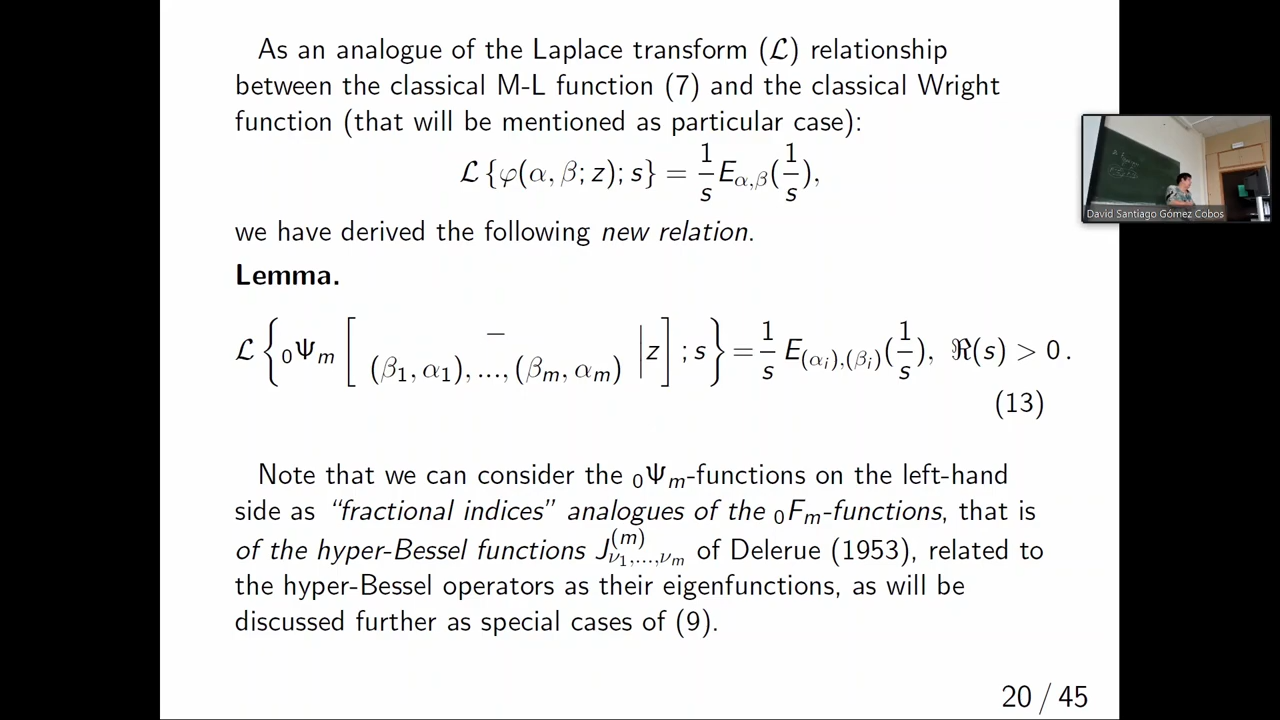 As an analogue of the Laplace transform (ℒ) relationship
between the classical M-L function (7) and the classical Wright
function (that will be mentioned as particular case):
ℒ {φ(α, β; z); s} = 1/s E_{α,β}(1/s),
we have derived the following new relation.
Lemma.
ℒ { ₀Ψ_m [ − (β₁, α₁), ..., (β_m, α_m) | z ] ; s } = 1/s E_{(α_i),(β_i)}(1/s), ℜ(s) > 0 .
(13)
Note that we can consider the ₀Ψ_m-functions on the left-hand
side as “fractional indices” analogues of the ₀F_m-functions, that is
of the hyper-Bessel functions J^{(m)}_{ν₁,...,ν_m} of Delerue (1953), related to
the hyper-Bessel operators as their eigenfunctions, as will be
discussed further as special cases of (9).
20 / 45
David Santiago Gómez Cobos